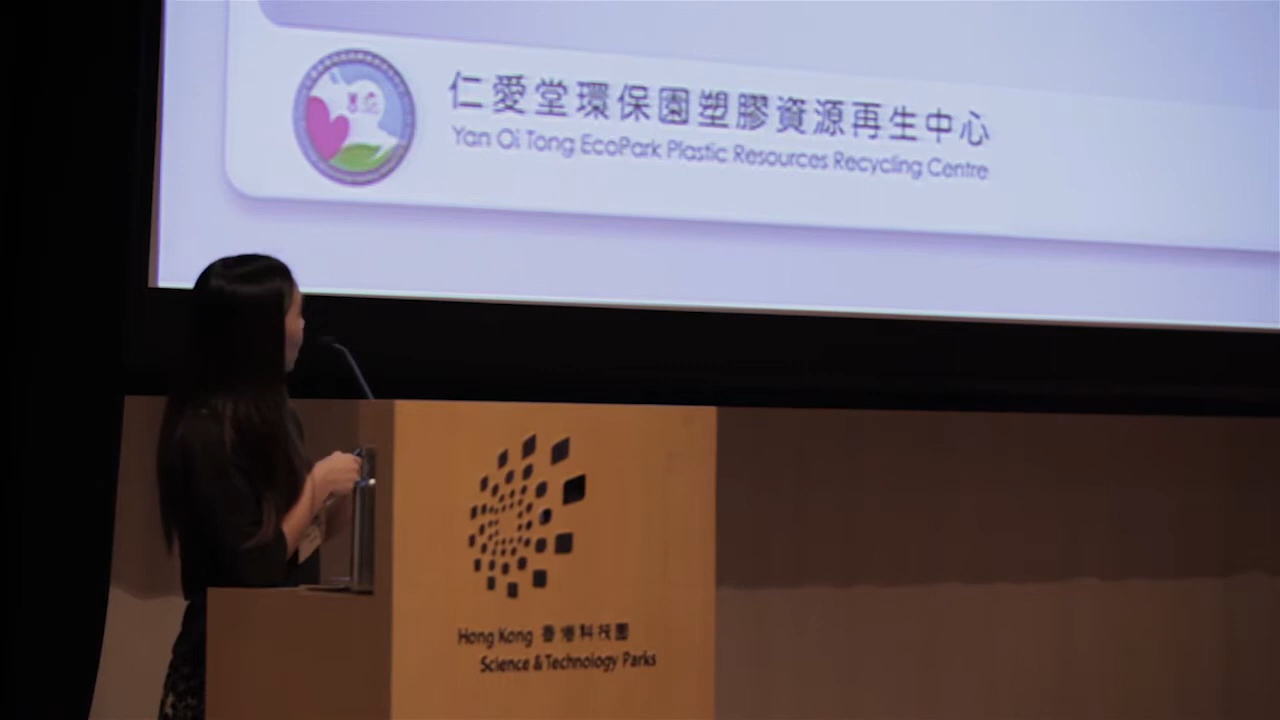 仁愛堂環保園塑膠資源再生中心
Yan Oi Tong EcoPark Plastic Resources Recycling Centre
Hong Kong 香港科技園
Science & Technology Parks